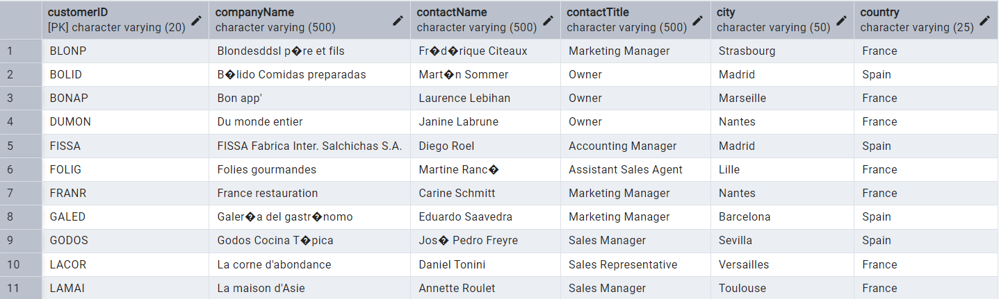 customerID companyName contactName contactTitle city country
[PK] character varying (20) character varying (500) character varying (500) character varying (500) character varying (50) character varying (25)
1 BLONP Blondesddsl p�re et fils Fr�d�rique Citeaux Marketing Manager Strasbourg France
2 BOLID B�lido Comidas preparadas Mart�n Sommer Owner Madrid Spain
3 BONAP Bon app' Laurence Lebihan Owner Marseille France
4 DUMON Du monde entier Janine Labrune Owner Nantes France
5 FISSA FISSA Fabrica Inter. Salchichas S.A. Diego Roel Accounting Manager Madrid Spain
6 FOLIG Folies gourmandes Martine Ranc� Assistant Sales Agent Lille France
7 FRANR France restauration Carine Schmitt Marketing Manager Nantes France
8 GALED Galer�a del gastr�nomo Eduardo Saavedra Marketing Manager Barcelona Spain
9 GODOS Godos Cocina T�pica Jos� Pedro Freyre Sales Manager Sevilla Spain
10 LACOR La corne d'abondance Daniel Tonini Sales Representative Versailles France
11 LAMAI La maison d'Asie Annette Roulet Sales Manager Toulouse France